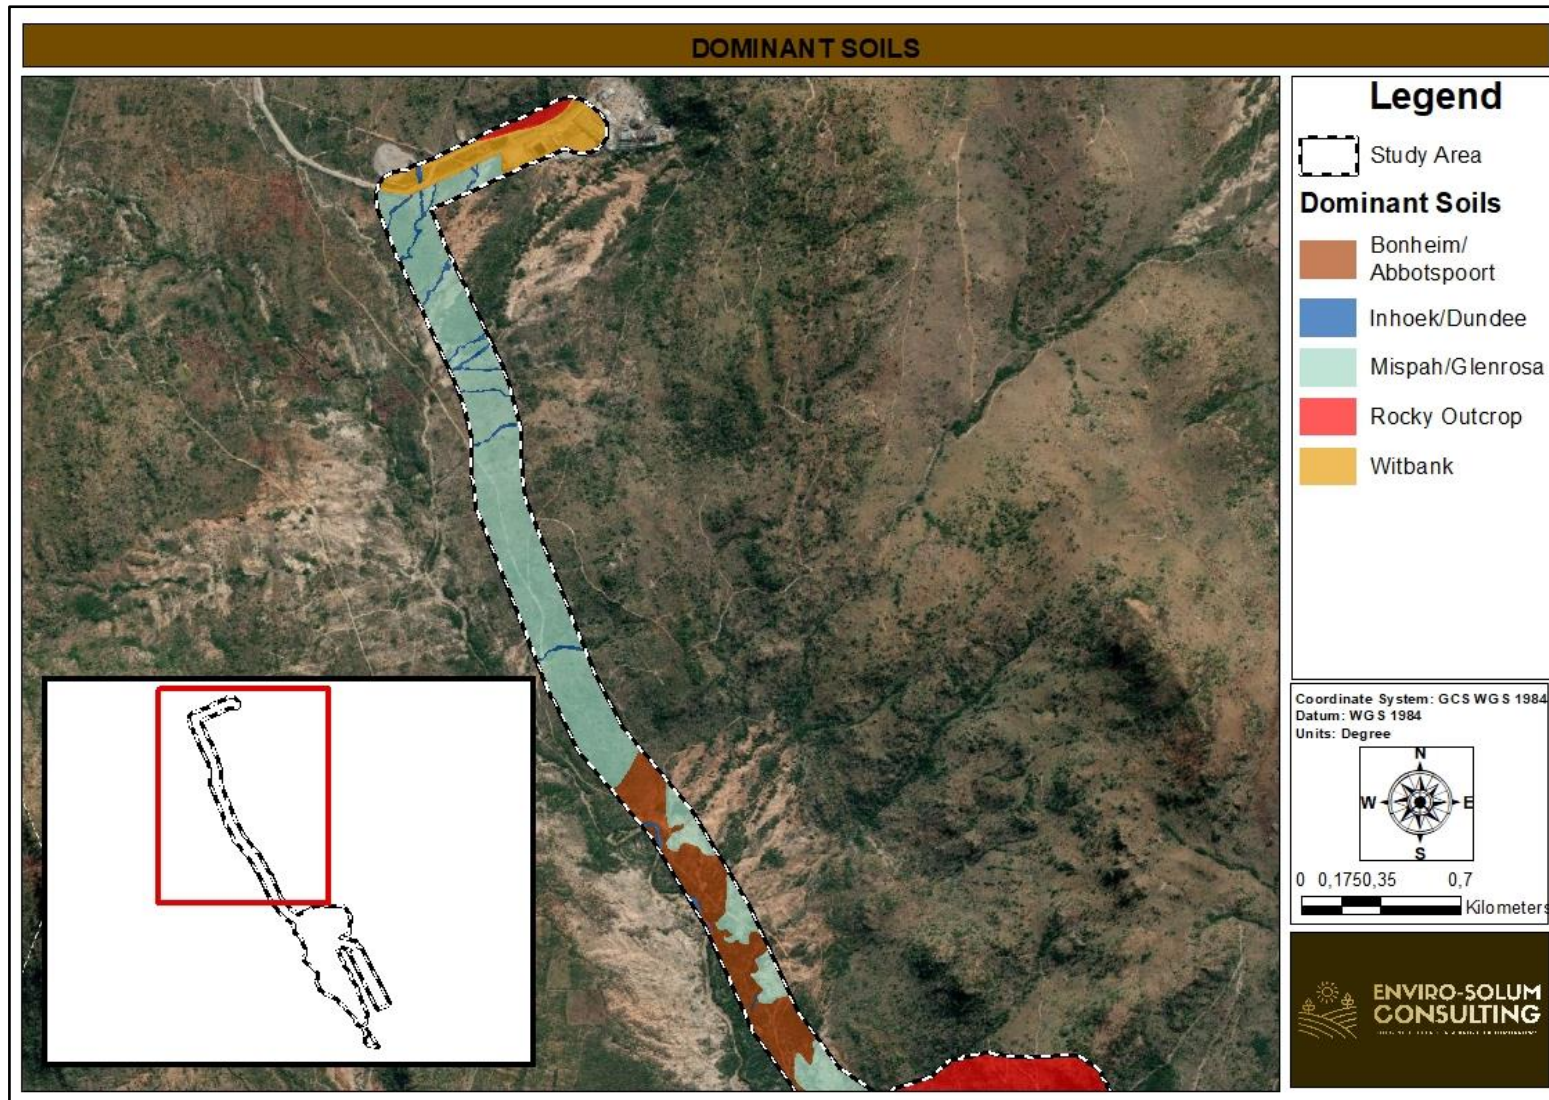 DOMINANT SOILS
Legend
Study Area
Dominant Soils
Bonheim/
Abbotspoort
Inhoek/Dundee
Mispah/Glenrosa
Rocky Outcrop
Witbank
Coordinate System: GCS WGS 1984
Datum: WGS 1984
Units: Degree
N
W E
S
0 0,1750,35 0,7
Kilometers
ENVIRO-SOLUM
CONSULTING